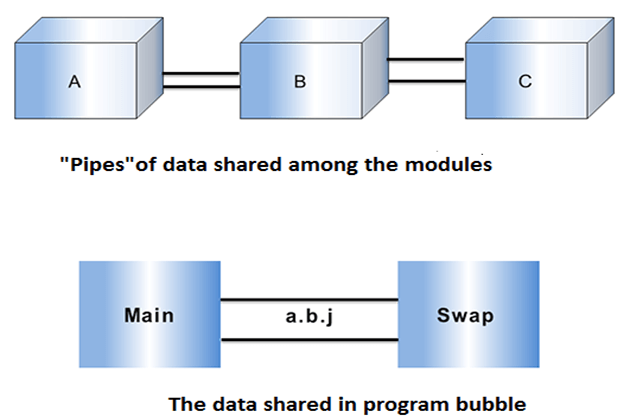 A B C
"Pipes"of data shared among the modules
Main a.b.j Swap
The data shared in program bubble